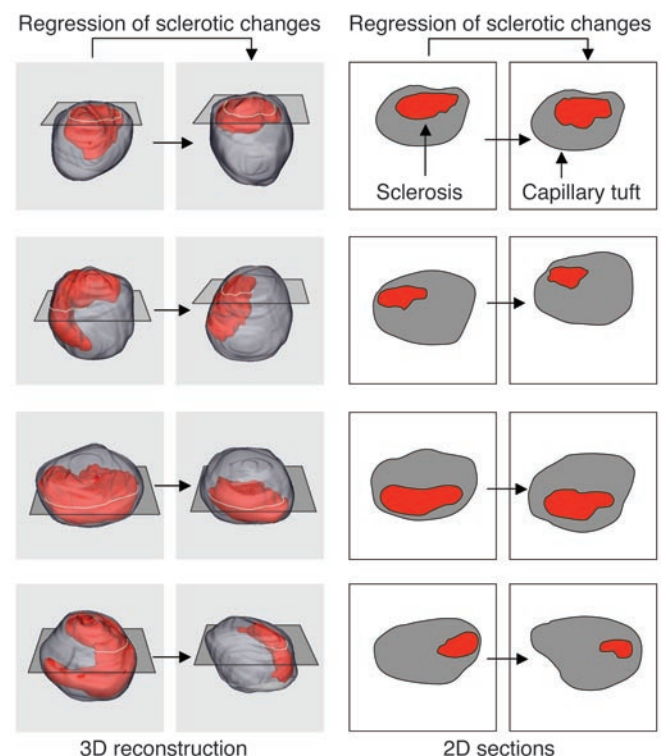 Regression of sclerotic changes
Regression of sclerotic changes
Sclerosis
Capillary tuft
3D reconstruction
2D sections